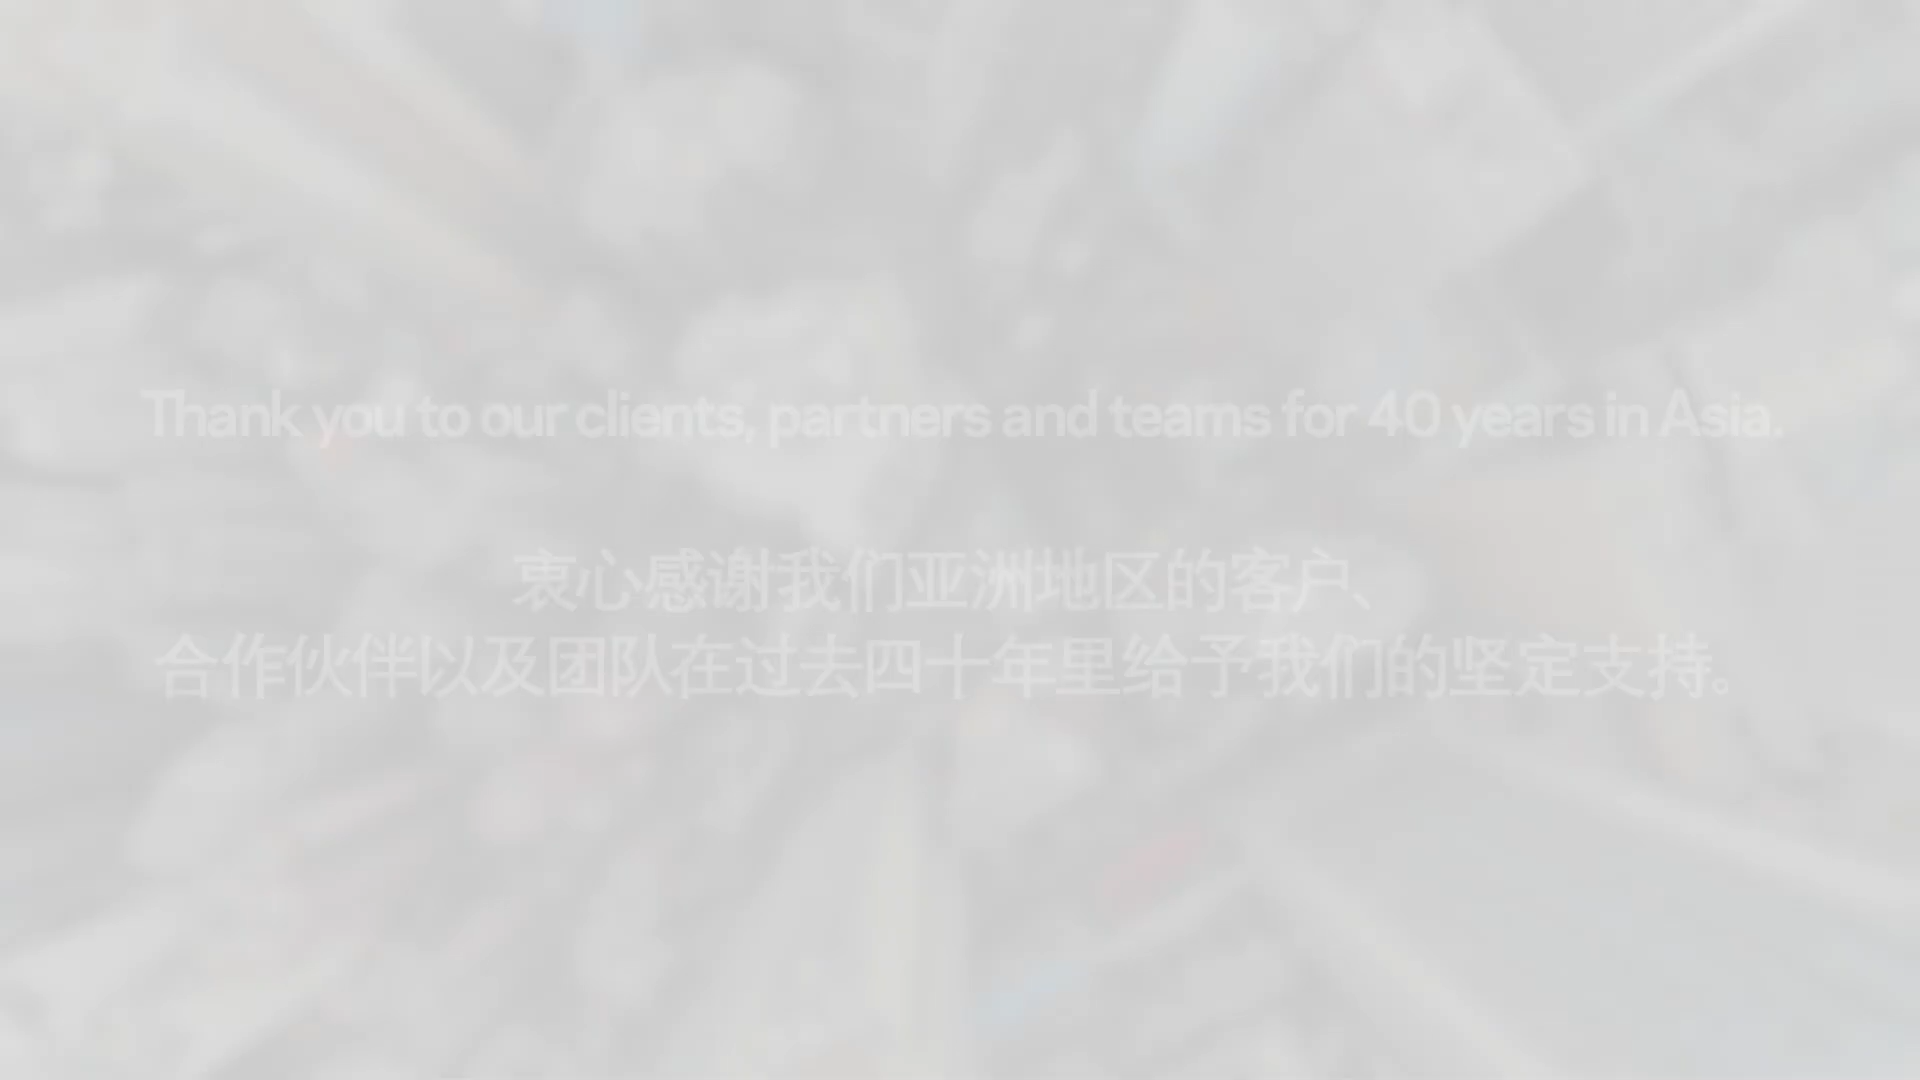 Thank you to our clients, partners and teams for 40 years in Asia.
衷心感谢我们亚洲地区的客户、
合作伙伴以及团队在过去四十年里给予我们的坚定支持。